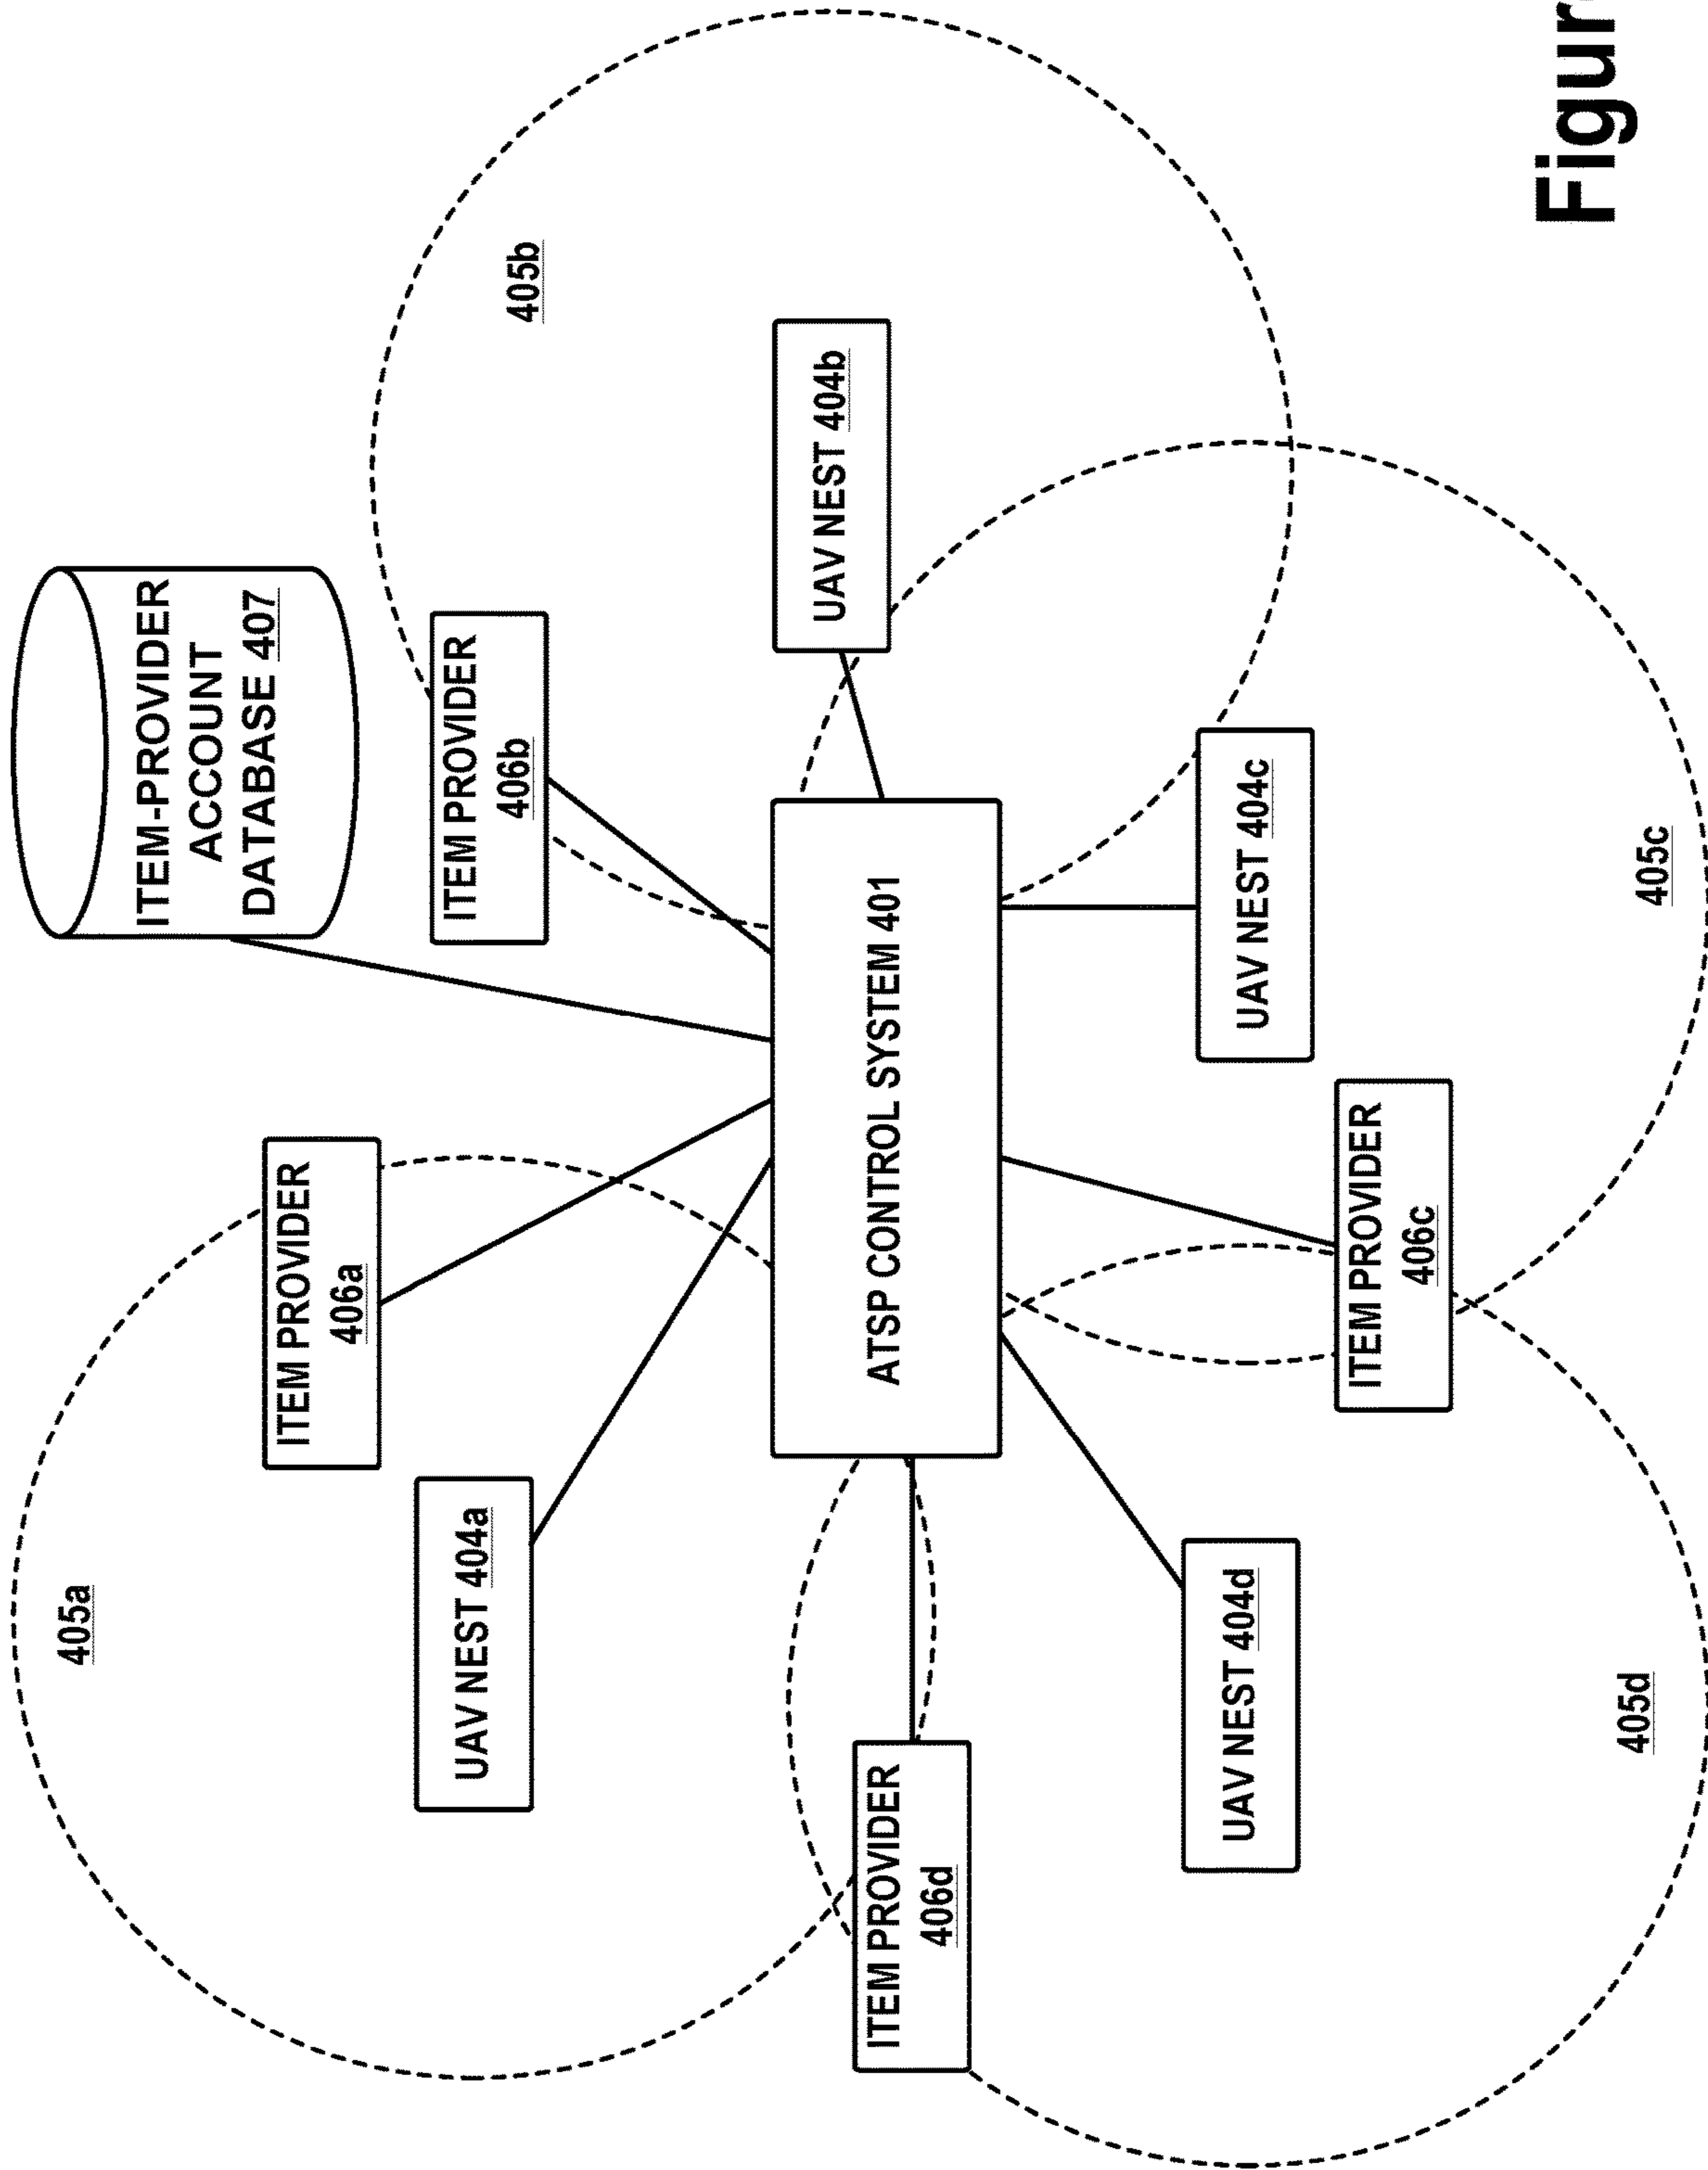 405a
ITEM-PROVIDER
ACCOUNT
DATABASE 407
ITEM PROVIDER
406a
ITEM PROVIDER
406b
405b
UAV NEST 404a
UAV NEST 404b
ITEM PROVIDER
406d
ATSP CONTROL SYSTEM 401
UAV NEST 404d
UAV NEST 404c
ITEM PROVIDER
406c
405d
405c
Figur